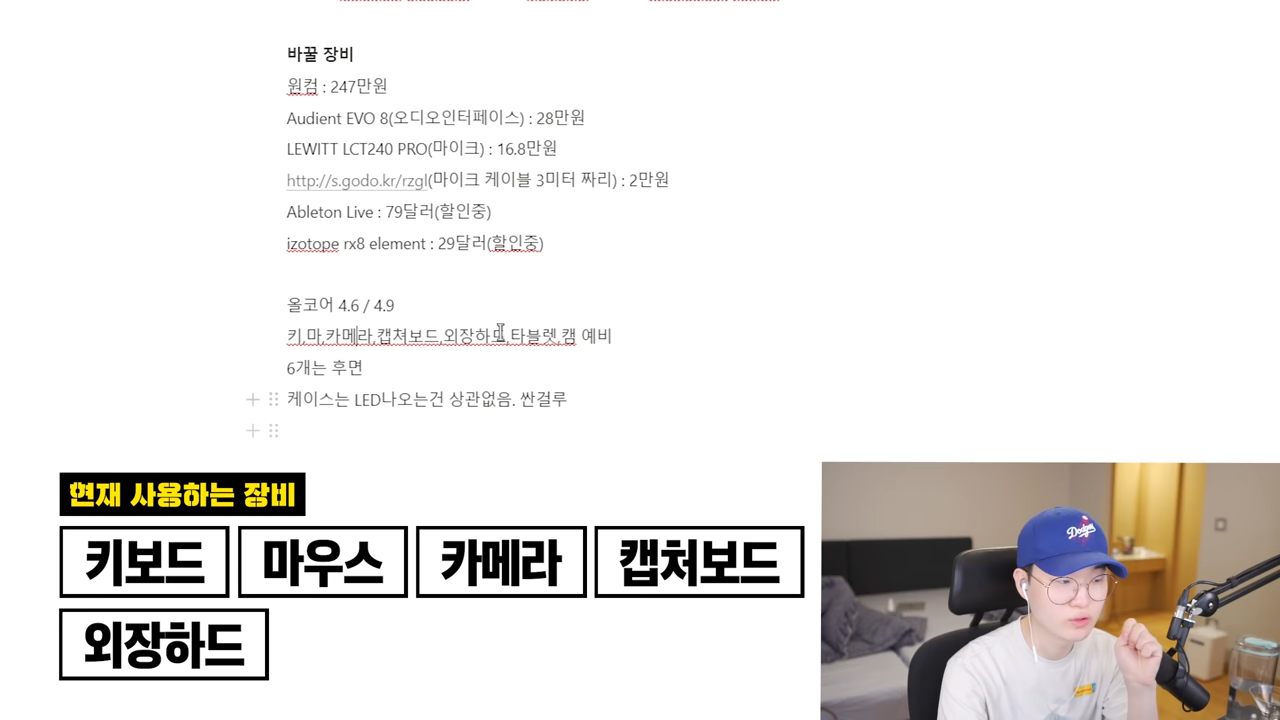 바꿀 장비
원컴 : 247만원
Audient EVO 8(오디오인터페이스) : 28만원
LEWITT LCT240 PRO(마이크) : 16.8만원
http://s.godo.kr/rzgl(마이크 케이블 3미터 짜리) : 2만원
Ableton Live : 79달러(할인중)
izotope rx8 element : 29달러(할인중)
올코어 4.6 / 4.9
키,마,카메라,캡쳐보드,외장하드,타블렛,캠 예비
6개는 후면
케이스는 LED나오는건 상관없음. 싼걸루
현재 사용하는 장비
키보드 마우스 카메라 캡처보드
외장하드
Dodgers